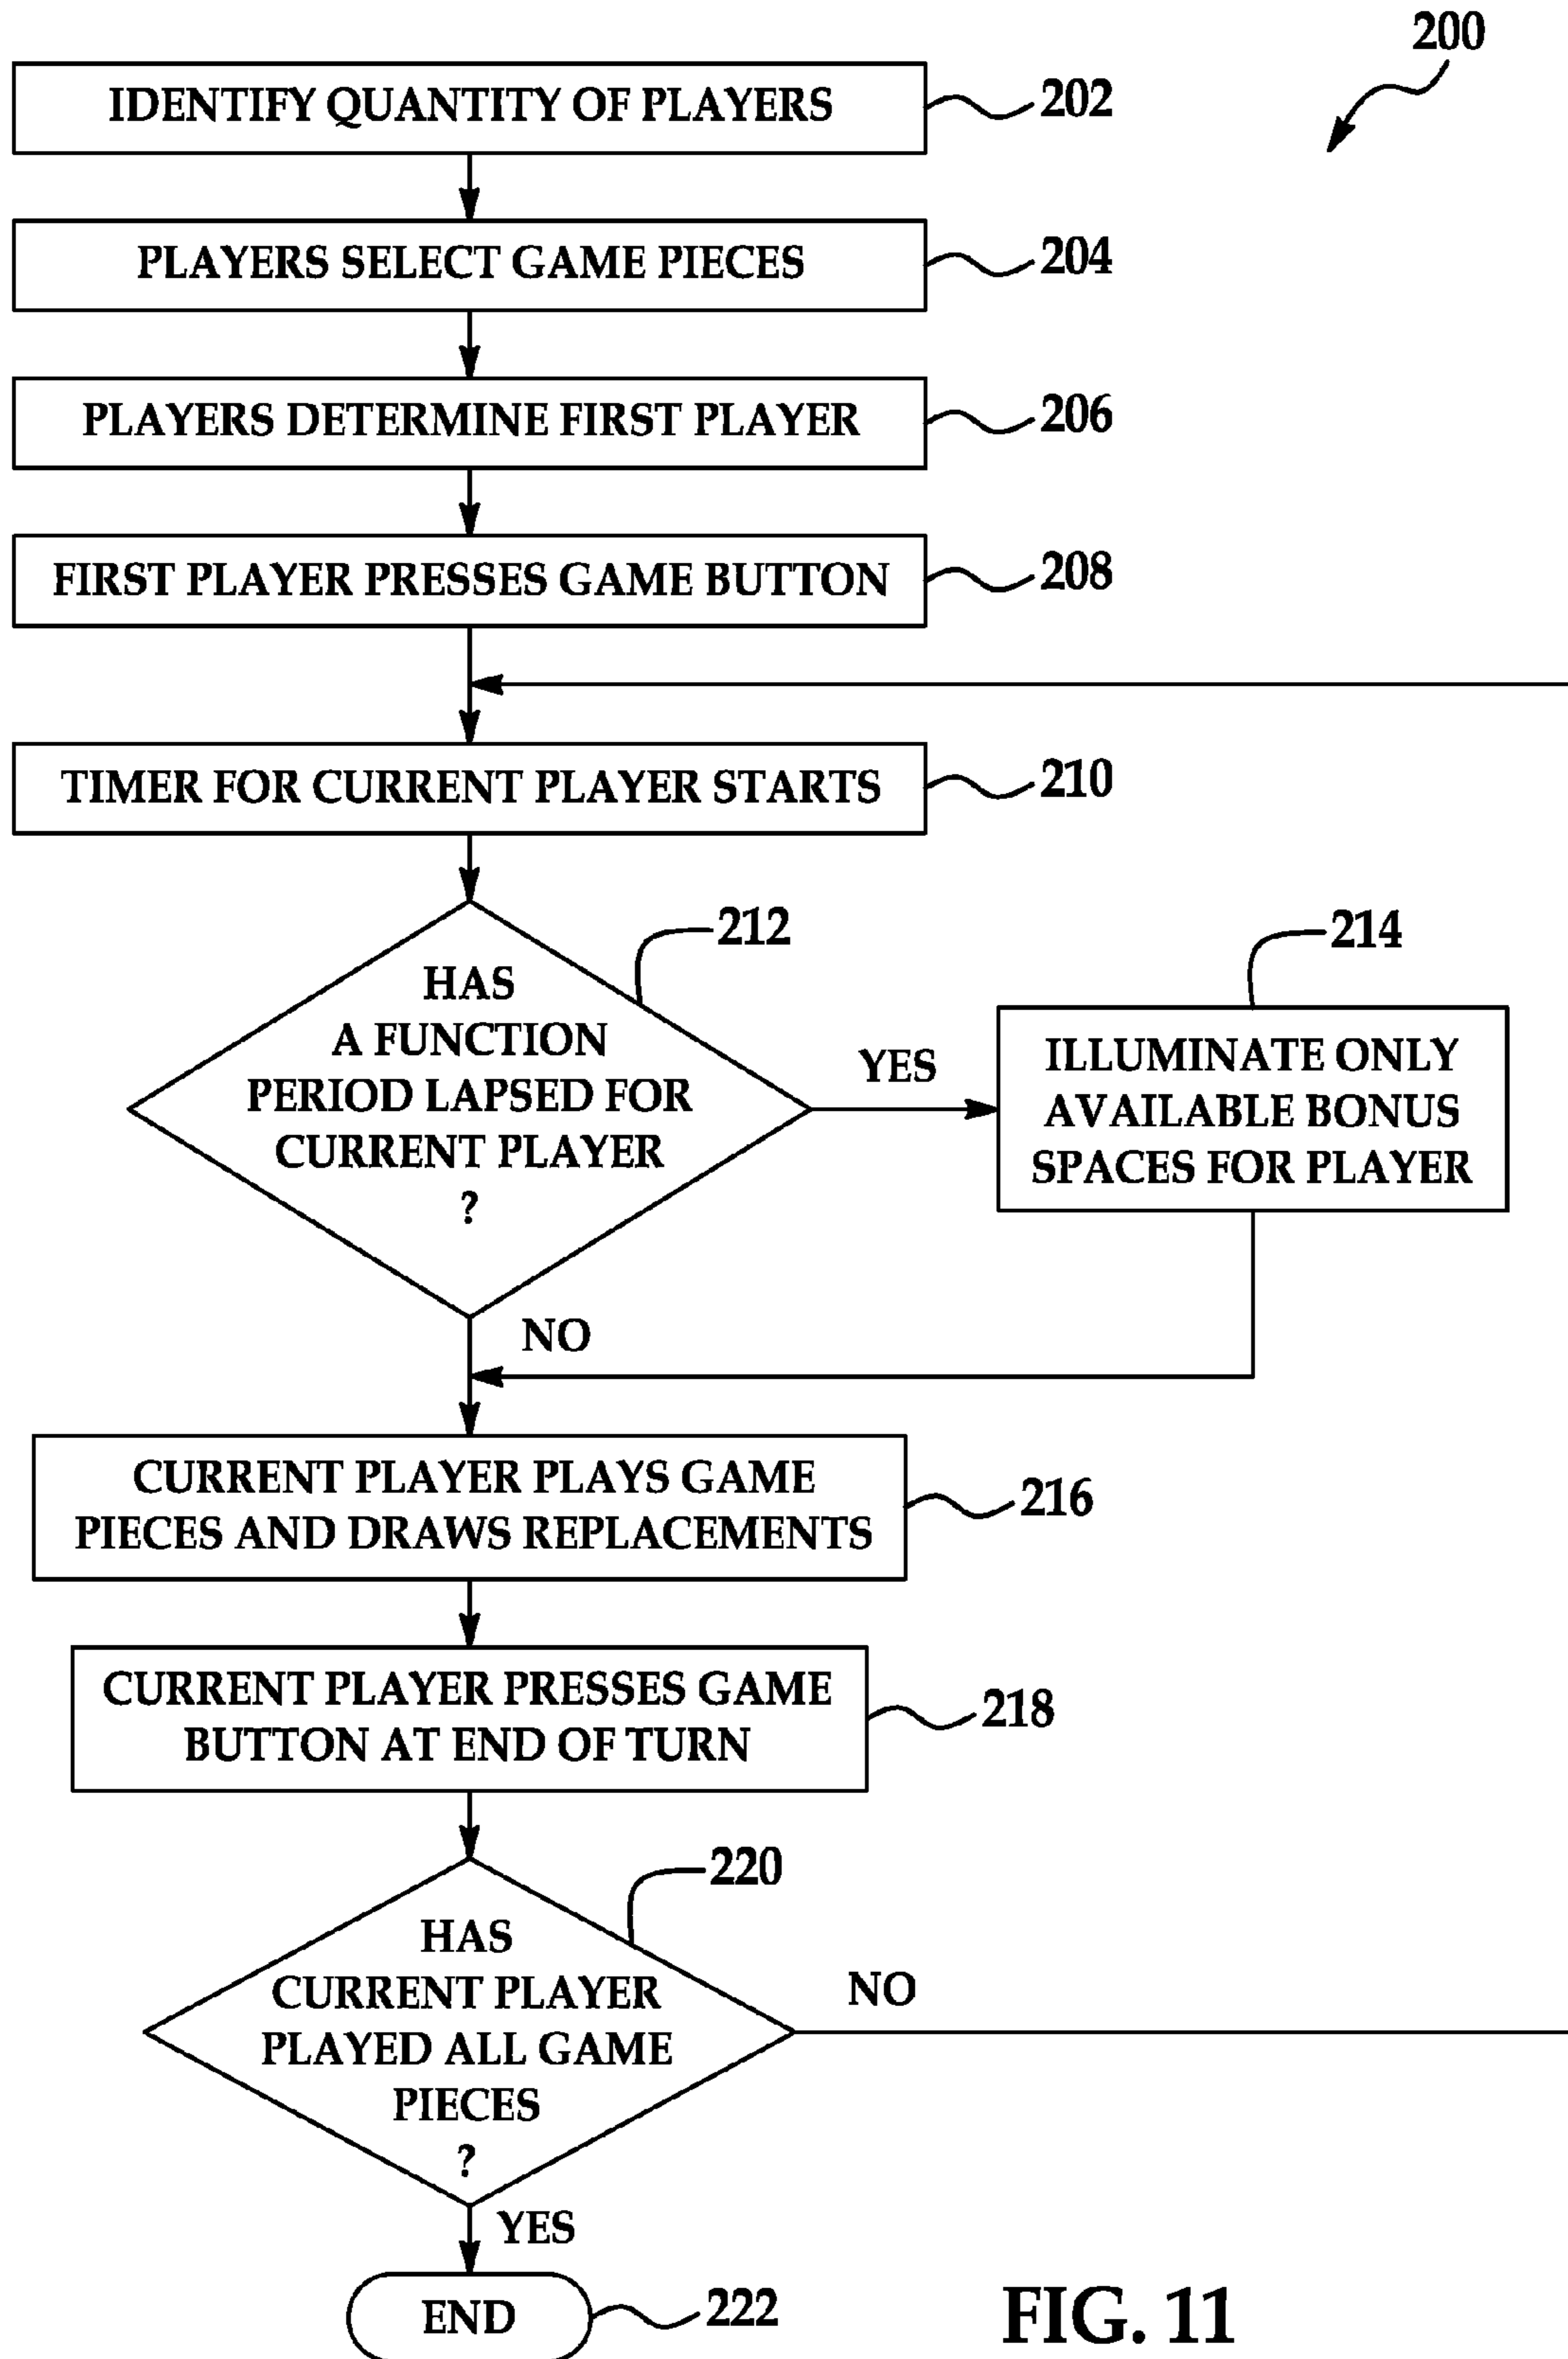 200
IDENTIFY QUANTITY OF PLAYERS
202
PLAYERS SELECT GAME PIECES
204
PLAYERS DETERMINE FIRST PLAYER
206
FIRST PLAYER PRESSES GAME BUTTON
208
TIMER FOR CURRENT PLAYER STARTS
210
212
HAS
A FUNCTION
PERIOD LAPSED FOR
CURRENT PLAYER
?
YES
214
ILLUMINATE ONLY
AVAILABLE BONUS
SPACES FOR PLAYER
NO
CURRENT PLAYER PLAYS GAME
PIECES AND DRAWS REPLACEMENTS
216
CURRENT PLAYER PRESSES GAME
BUTTON AT END OF TURN
218
220
HAS
CURRENT PLAYER
PLAYED ALL GAME
PIECES
?
NO
YES
END
222
FIG. 11